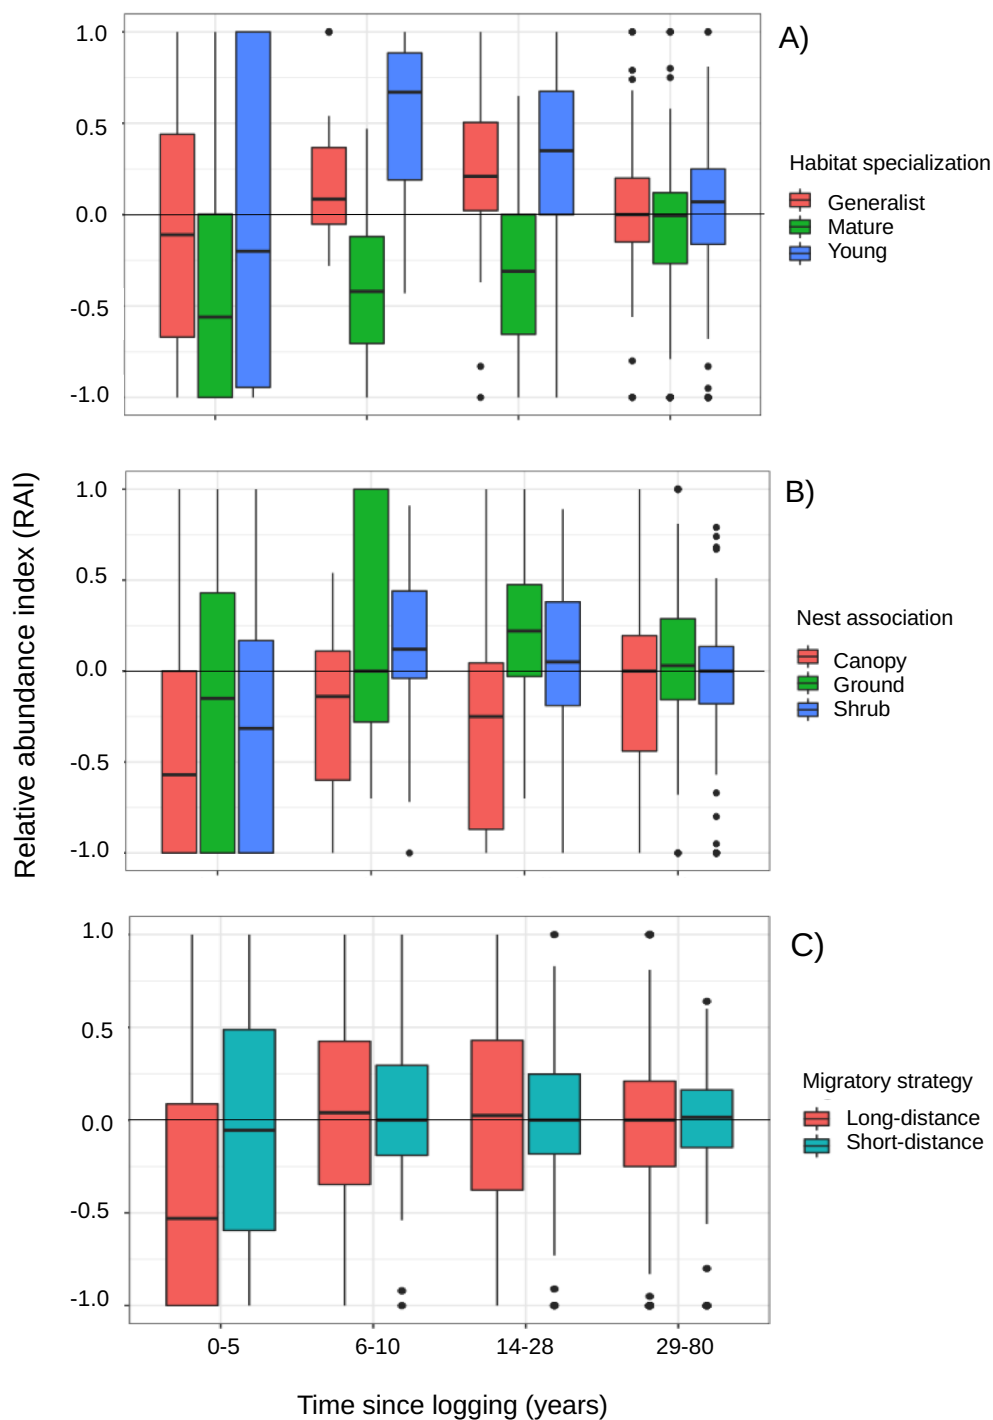 A)
1.0
0.5
0.0
-0.5
-1.0
Habitat specialization
Generalist
Mature
Young
Relative abundance index (RAI)
B)
1.0
0.5
0.0
-0.5
-1.0
Nest association
Canopy
Ground
Shrub
C)
1.0
0.5
0.0
-0.5
-1.0
Migratory strategy
Long-distance
Short-distance
0-5 6-10 14-28 29-80
Time since logging (years)